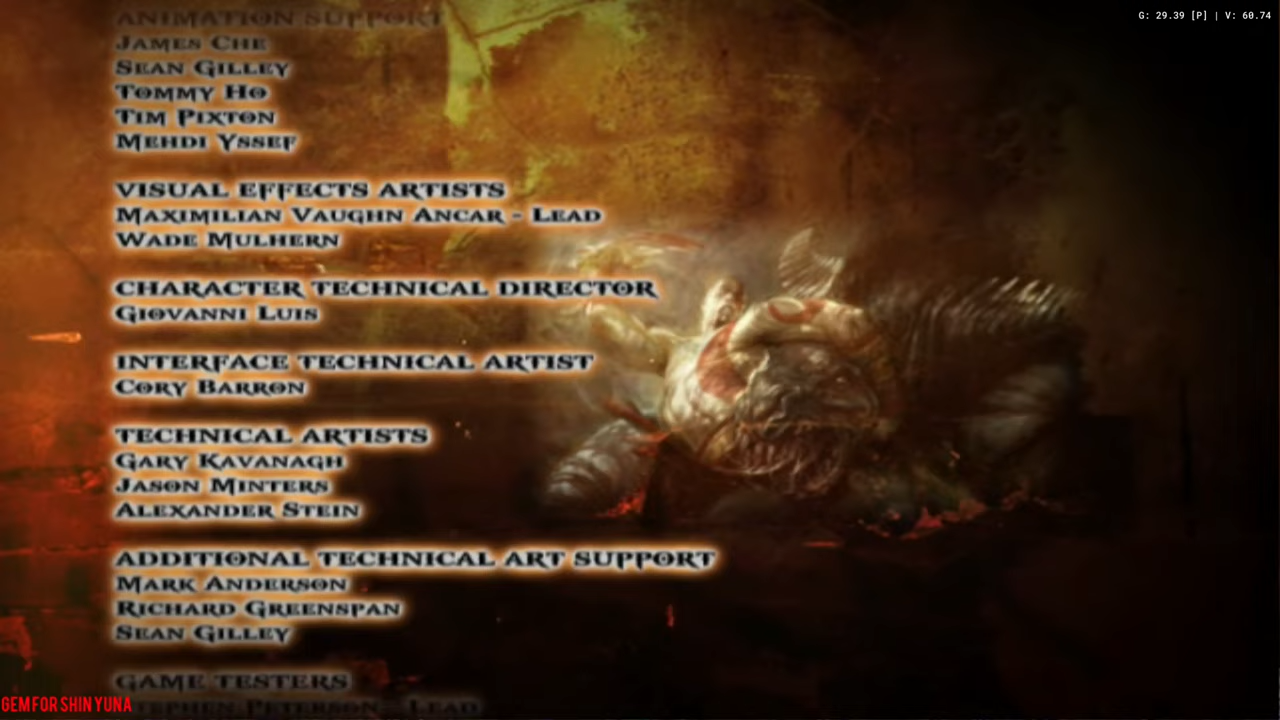 G: 29.39 [P] | V: 60.74
ANIMATION SUPPORT
JAMES CHE
SEAN GILLEY
TOMMY HO
TIM PIXTON
MEHDI YSSEF
VISUAL EFFECTS ARTISTS
MAXIMILIAN VAUGHN ANCAR - LEAD
WADE MULHERN
CHARACTER TECHNICAL DIRECTOR
GIOVANNI LUIS
INTERFACE TECHNICAL ARTIST
CORY BARRON
TECHNICAL ARTISTS
GARY KAVANAGH
JASON MINTERS
ALEXANDER STEIN
ADDITIONAL TECHNICAL ART SUPPORT
MARK ANDERSON
RICHARD GREENSPAN
SEAN GILLEY
GAME TESTERS
STEPHEN PETERSON - LEAD
GEM FOR SHIN YUNA